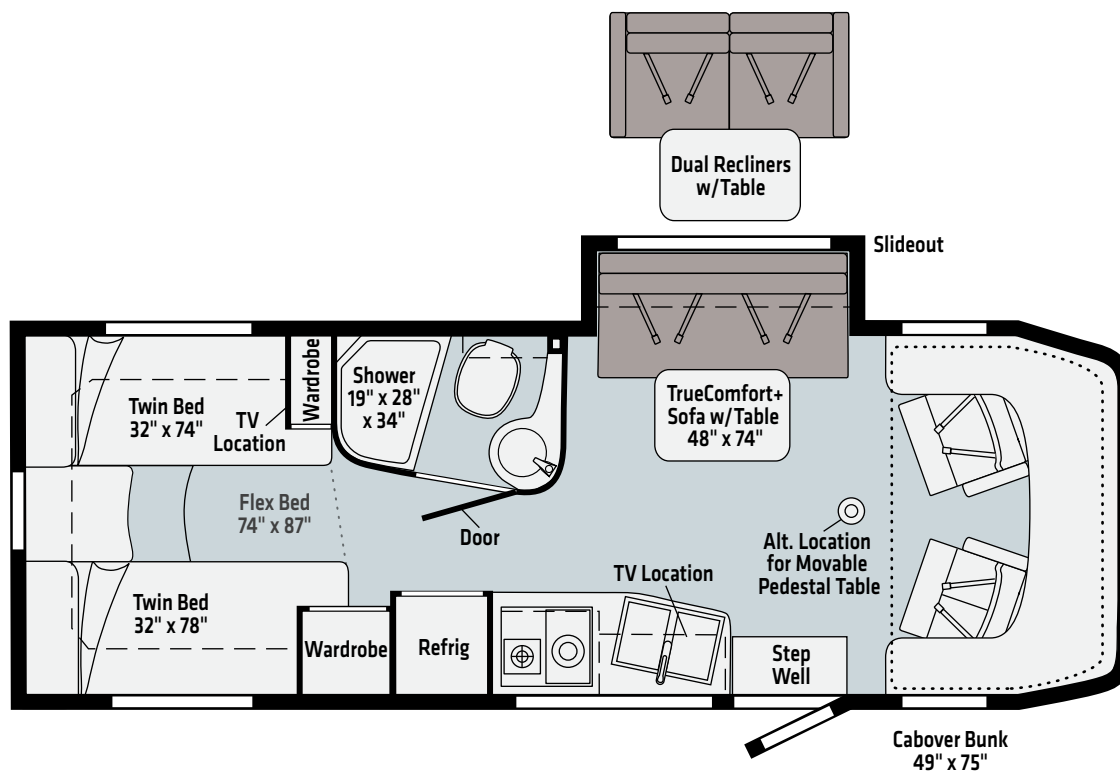 Dual Recliners
w/Table
Slideout
TrueComfort+
Sofa w/Table
48" x 74"
Wardrobe
Shower
19" x 28"
x 34"
Twin Bed
32" x 74"
TV
Location
Flex Bed
74" x 87"
Door
Alt. Location
for Movable
Pedestal Table
TV Location
Twin Bed
32" x 78"
Wardrobe
Refrig
Step
Well
Cabover Bunk
49" x 75"